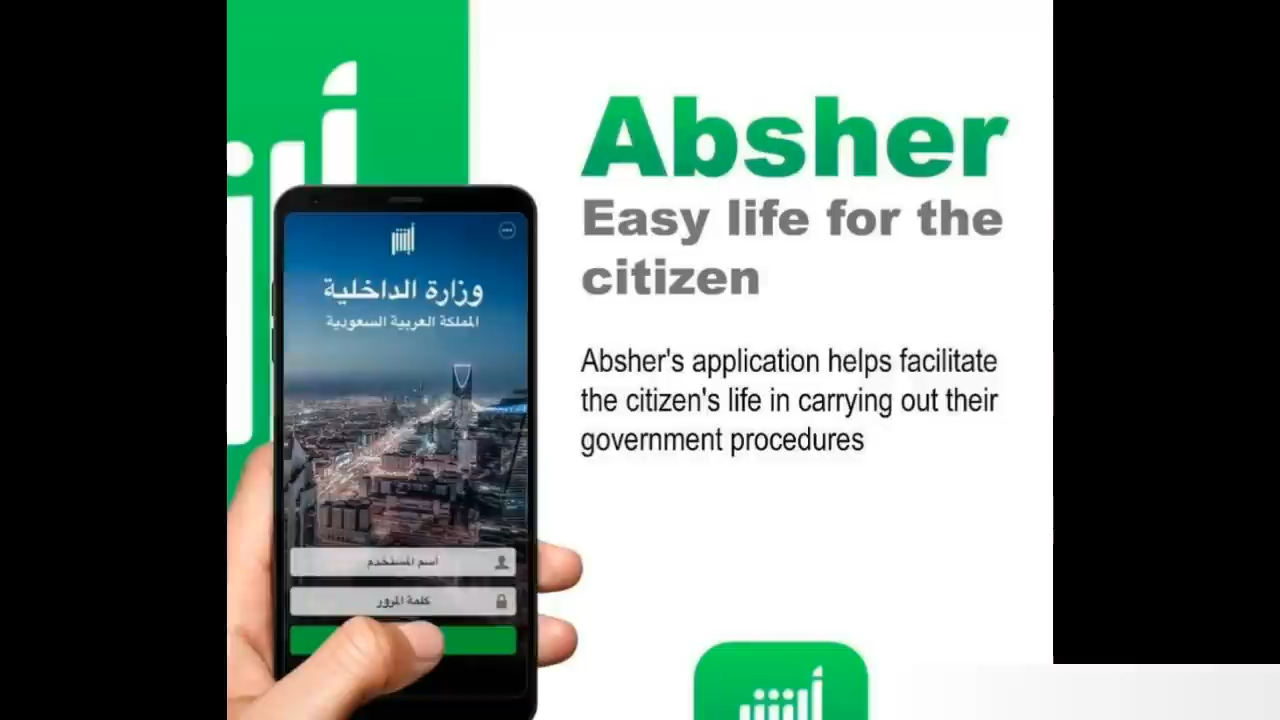 Absher
Easy life for the
citizen
Absher's application helps facilitate
the citizen's life in carrying out their
government procedures
أبشر
وزارة الداخلية
المملكة العربية السعودية
اسم المستخدم
كلمة المرور
أبشر